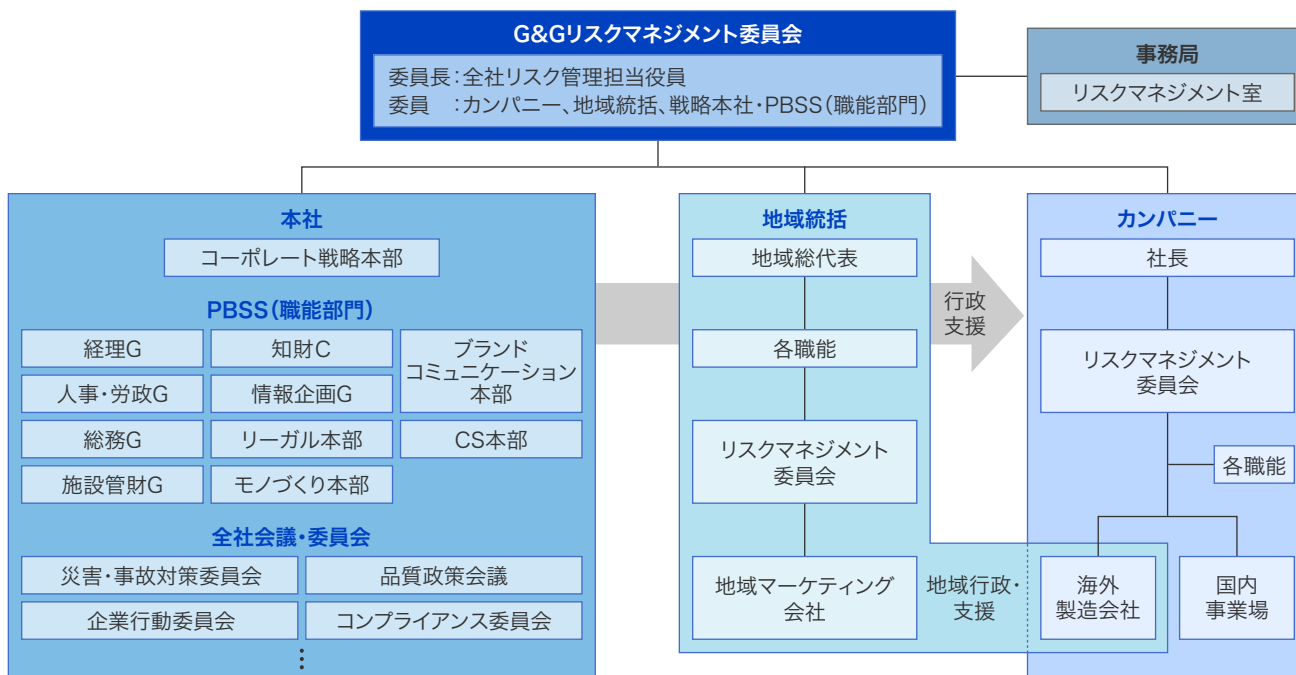 G&Gリスクマネジメント委員会
委員長:全社リスク管理担当役員
委員 :カンパニー、地域統括、戦略本社・PBSS(職能部門)
事務局
リスクマネジメント室
本社
コーポレート戦略本部
PBSS(職能部門)
経理G
知財C
ブランド
コミュニケーション
本部
人事・労政G
情報企画G
総務G
リーガル本部
CS本部
施設管財G
モノづくり本部
全社会議・委員会
災害・事故対策委員会
品質政策会議
企業行動委員会
コンプライアンス委員会
⋮
地域統括
地域総代表
各職能
リスクマネジメント
委員会
地域マーケティング
会社
行政
支援
地域行政・
支援
カンパニー
社長
リスクマネジメント
委員会
各職能
海外
製造会社
国内
事業場